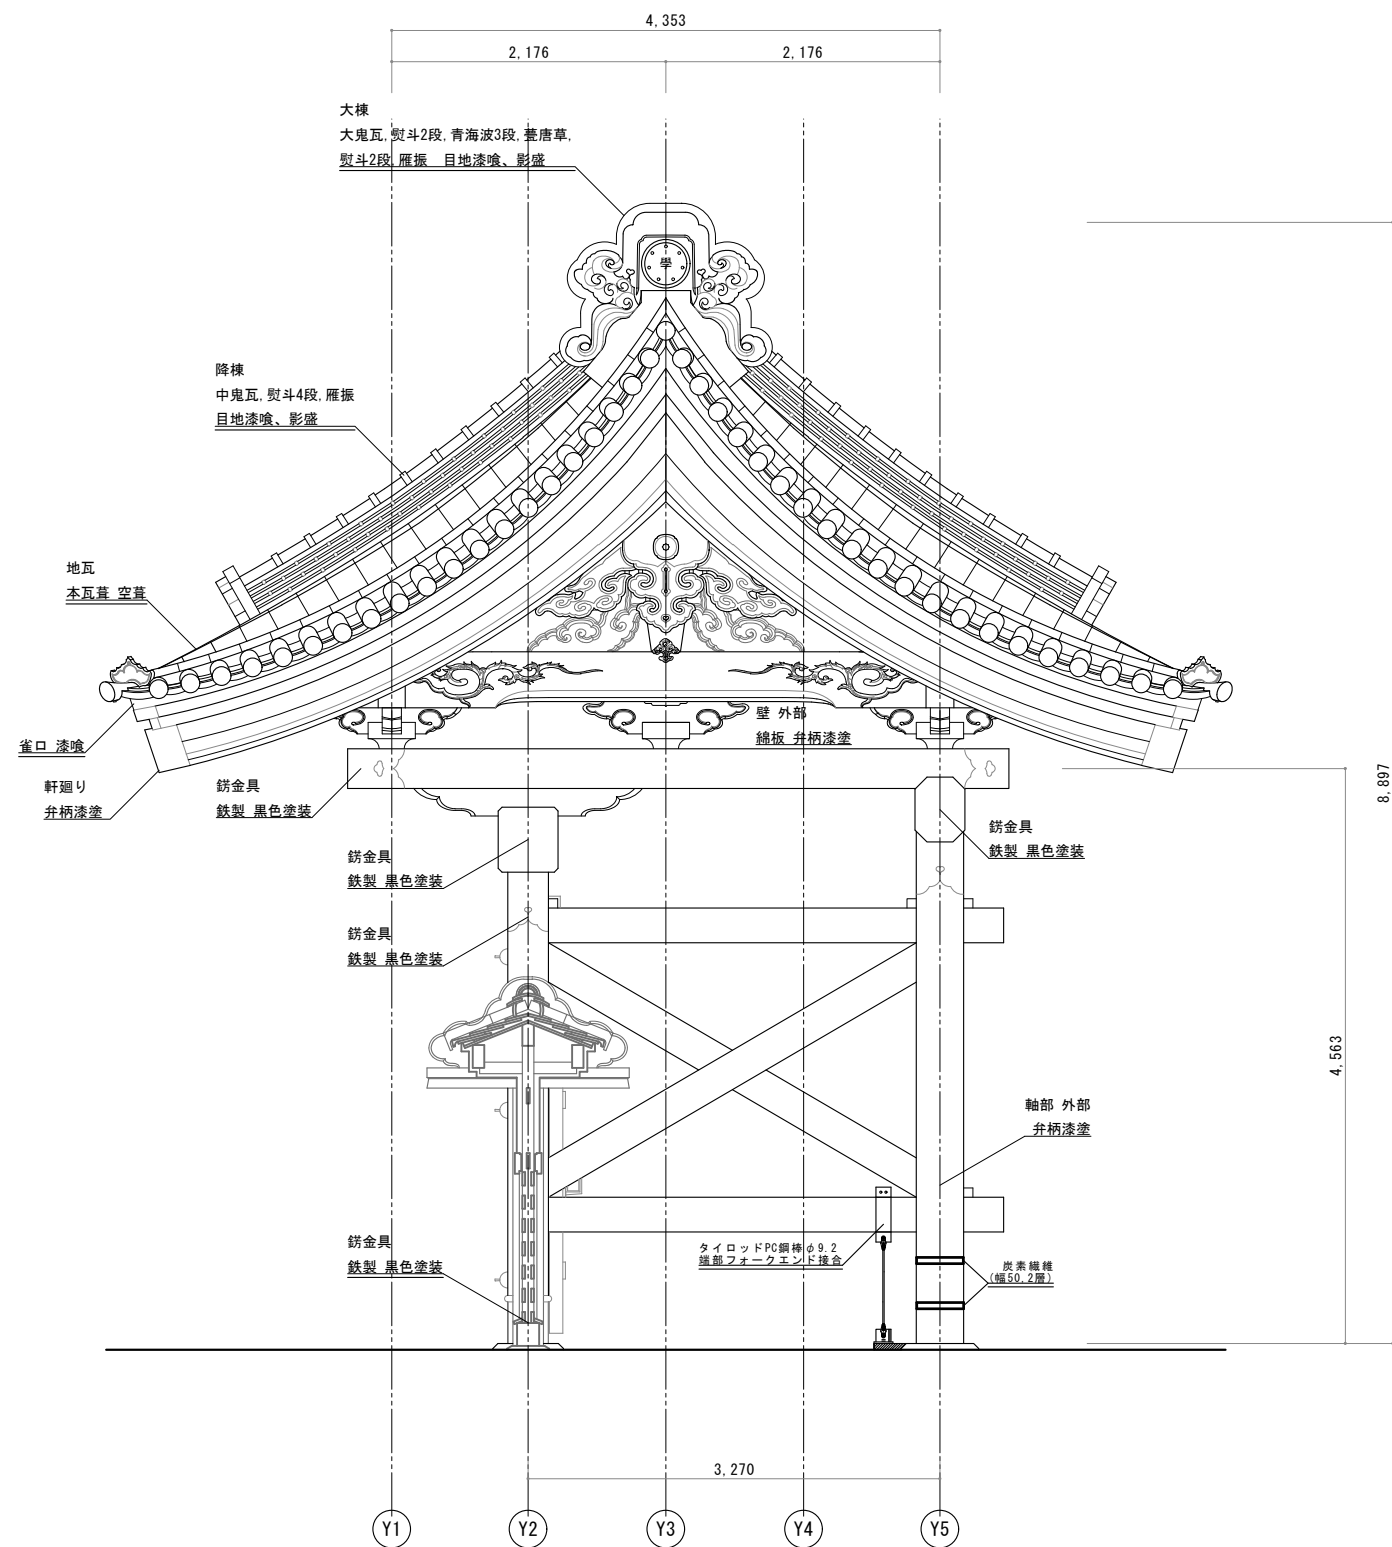 4,353
2,176
2,176
大棟
大鬼瓦,熨斗2段,青海波3段,甍唐草,
熨斗2段,雁振 目地漆喰、影盛
學
降棟
中鬼瓦,熨斗4段,雁振
目地漆喰、影盛
地瓦
本瓦葺 空葺
壁 外部
綿板 弁柄漆塗
雀口 漆喰
軒廻り
弁柄漆塗
錺金具
鉄製 黒色塗装
8,897
錺金具
鉄製 黒色塗装
錺金具
鉄製 黒色塗装
錺金具
鉄製 黒色塗装
4,563
軸部 外部
弁柄漆塗
錺金具
鉄製 黒色塗装
タイロッドPC鋼棒φ9.2
端部フォークエンド接合
炭素繊維
(幅50,2層)
3,270
Y1
Y2
Y3
Y4
Y5